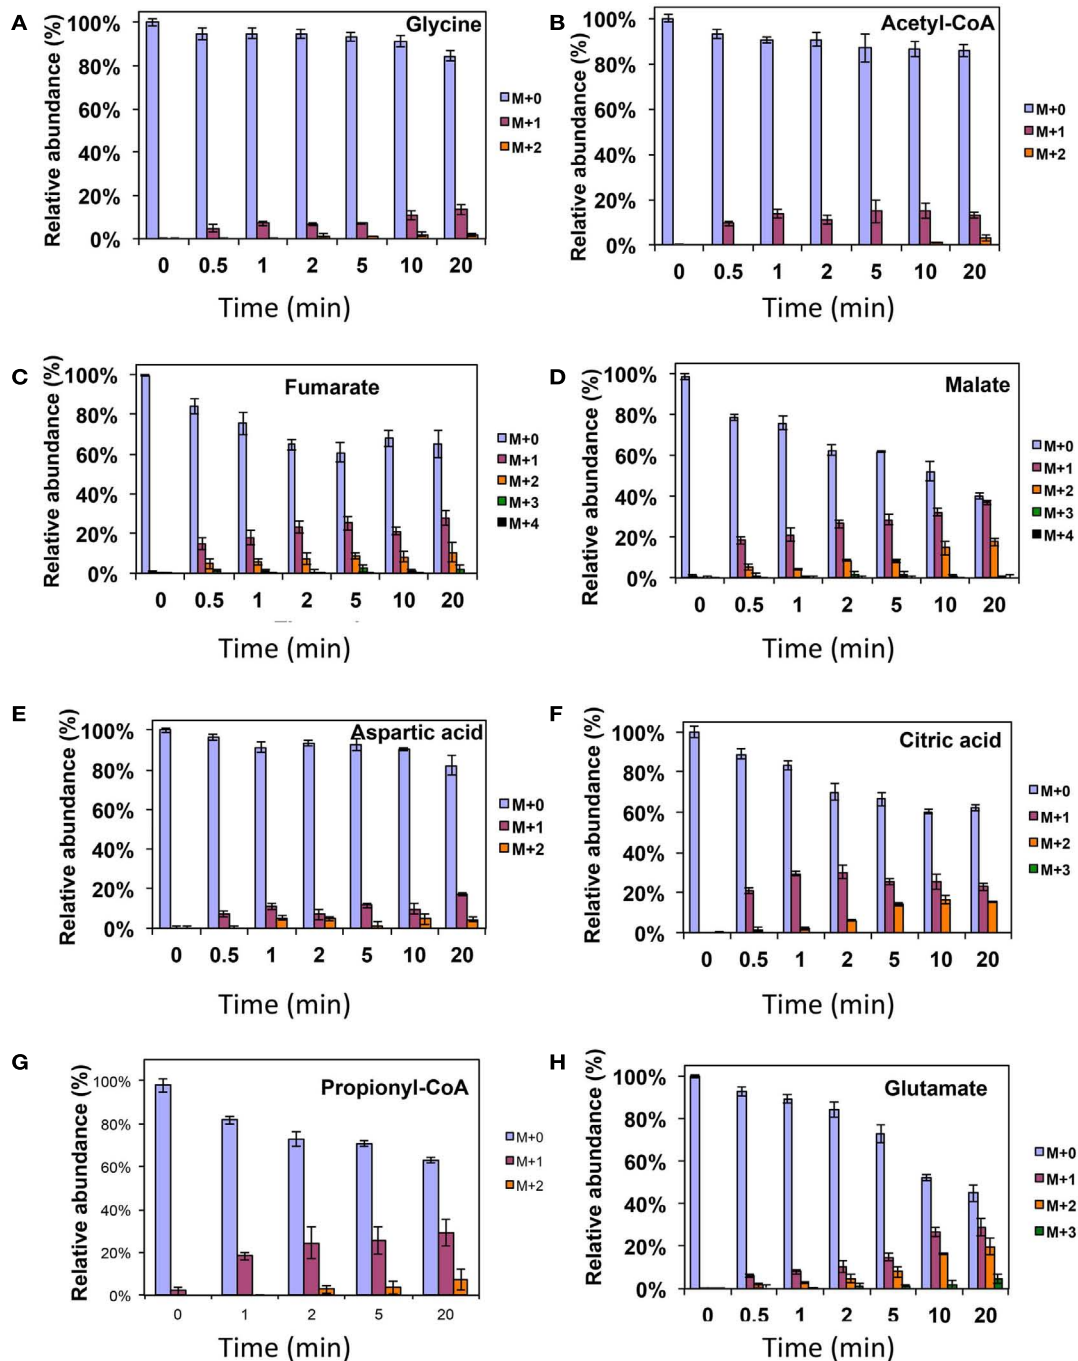 A
Relative abundance (%)
100%
80%
60%
40%
20%
0%
Glycine
M+0
M+1
M+2
0 0.5 1 2 5 10 20
Time (min)
B
Relative abundance (%)
100%
80%
60%
40%
20%
0%
Acetyl-CoA
M+0
M+1
M+2
0 0.5 1 2 5 10 20
Time (min)
C
Relative abundance (%)
100%
80%
60%
40%
20%
0%
Fumarate
M+0
M+1
M+2
M+3
M+4
0 0.5 1 2 5 10 20
Time (min)
D
Relative abundance (%)
100%
80%
60%
40%
20%
0%
Malate
M+0
M+1
M+2
M+3
M+4
0 0.5 1 2 5 10 20
Time (min)
E
Relative abundance (%)
100%
80%
60%
40%
20%
0%
Aspartic acid
M+0
M+1
M+2
0 0.5 1 2 5 10 20
Time (min)
F
Relative abundance (%)
100%
80%
60%
40%
20%
0%
Citric acid
M+0
M+1
M+2
M+3
0 0.5 1 2 5 10 20
Time (min)
G
Relative abundance (%)
100%
80%
60%
40%
20%
0%
Propionyl-CoA
M+0
M+1
M+2
0 1 2 5 20
Time (min)
H
Relative abundance (%)
100%
80%
60%
40%
20%
0%
Glutamate
M+0
M+1
M+2
M+3
0 0.5 1 2 5 10 20
Time (min)